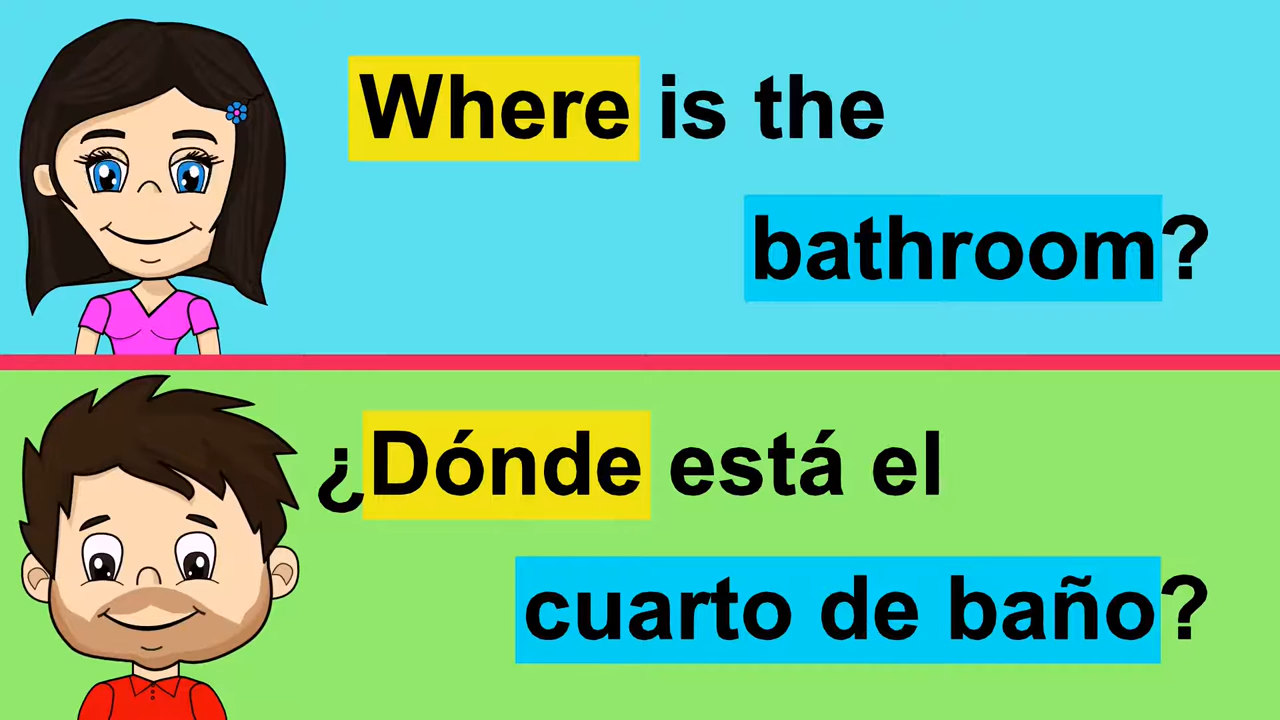 Where is the
bathroom?
¿Dónde está el
cuarto de baño?